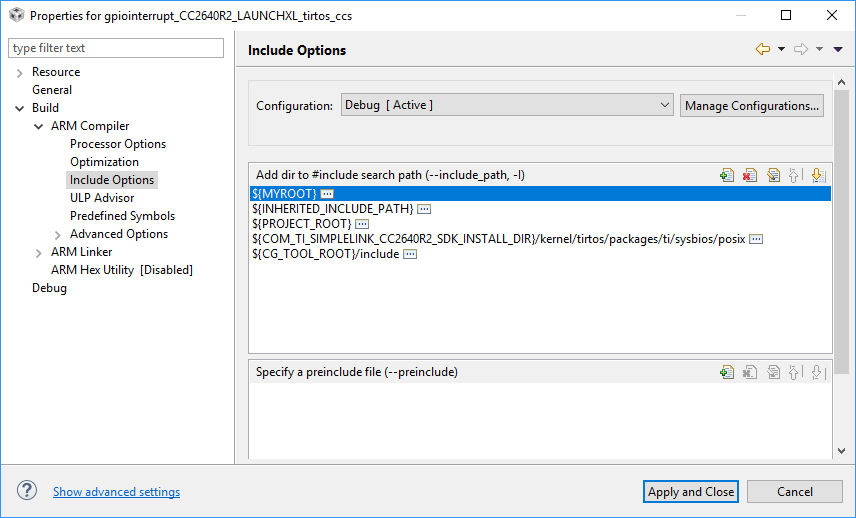 Properties for gpiointerrupt_CC2640R2_LAUNCHXL_tirtos_ccs
type filter text
Resource
General
Build
ARM Compiler
Processor Options
Optimization
Include Options
ULP Advisor
Predefined Symbols
Advanced Options
ARM Linker
ARM Hex Utility [Disabled]
Debug
Include Options
Configuration: Debug [ Active ] Manage Configurations...
Add dir to #include search path (--include_path, -I)
${MYROOT}
${INHERITED_INCLUDE_PATH}
${PROJECT_ROOT}
${COM_TI_SIMPLELINK_CC2640R2_SDK_INSTALL_DIR}/kernel/tirtos/packages/ti/sysbios/posix
${CG_TOOL_ROOT}/include
Specify a preinclude file (--preinclude)
? Show advanced settings Apply and Close Cancel